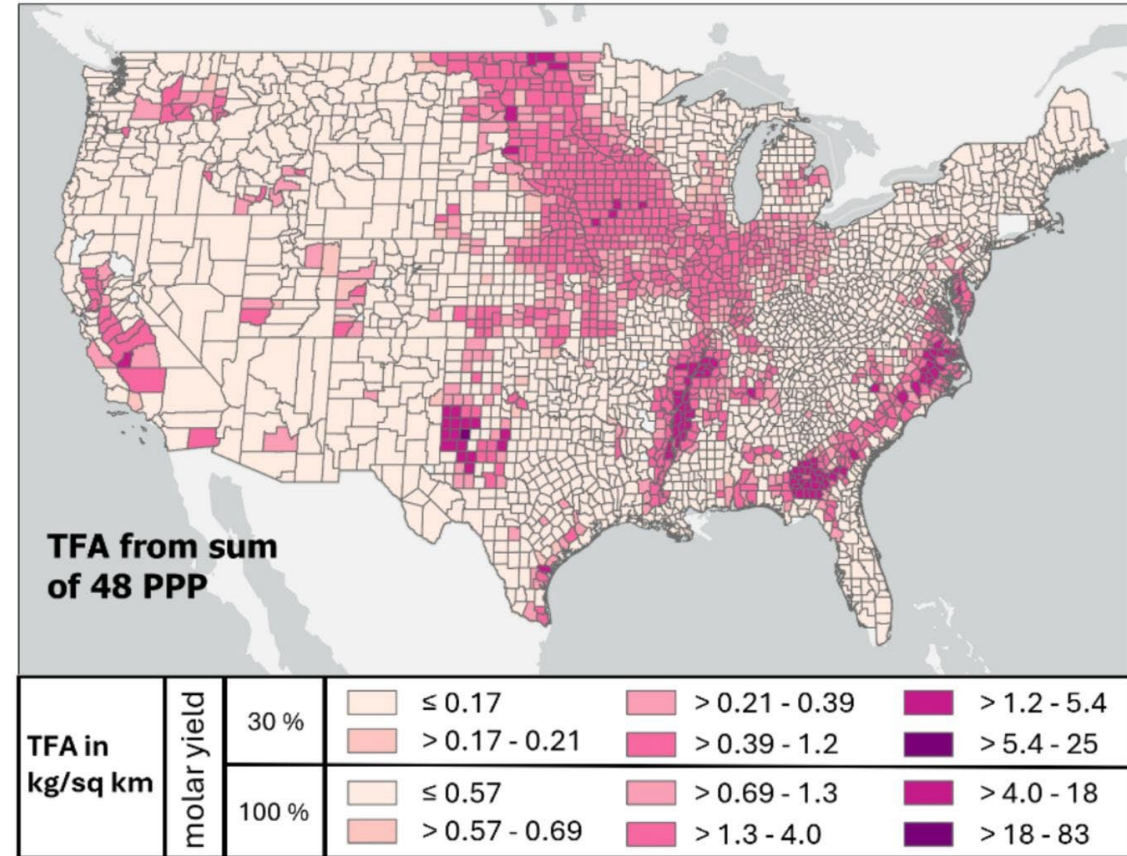 TFA from sum
of 48 PPP
TFA in
kg/sq km
molar yield
30 %
≤ 0.17
> 0.21 - 0.39
> 1.2 - 5.4
> 0.17 - 0.21
> 0.39 - 1.2
> 5.4 - 25
100 %
≤ 0.57
> 0.69 - 1.3
> 4.0 - 18
> 0.57 - 0.69
> 1.3 - 4.0
> 18 - 83